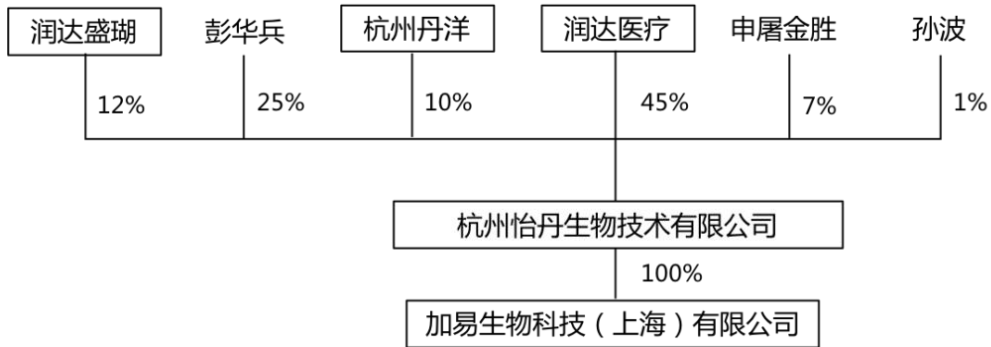 润达盛瑚 彭华兵 杭州丹洋 润达医疗 申屠金胜 孙波
12% 25% 10% 45% 7% 1%
杭州怡丹生物技术有限公司
100%
加易生物科技（上海）有限公司